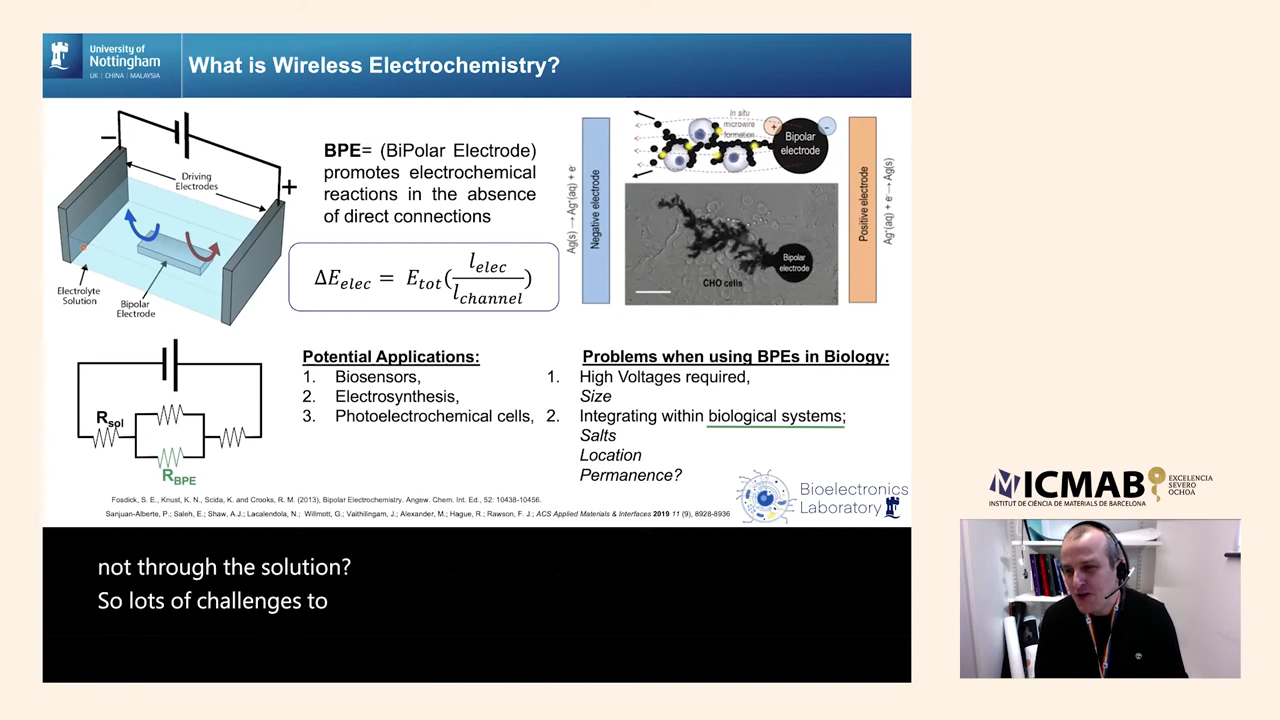 University of
Nottingham
UK | CHINA | MALAYSIA
What is Wireless Electrochemistry?
−
+
Driving
Electrodes
Electrolyte
Solution
Bipolar
Electrode
BPE= (BiPolar Electrode)
promotes electrochemical
reactions in the absence
of direct connections
ΔE_elec = E_tot(l_elec / l_channel)
Ag(s) → Ag⁺(aq) + e⁻
Negative electrode
In situ
microwire
formation
+
-
Bipolar
electrode
Bipolar
electrode
CHO cells
Positive electrode
Ag⁺(aq) + e⁻ → Ag(s)
R_sol
R_BPE
Potential Applications:
1. Biosensors,
2. Electrosynthesis,
3. Photoelectrochemical cells,
Problems when using BPEs in Biology:
1. High Voltages required,
Size
2. Integrating within biological systems;
Salts
Location
Permanence?
Fosdick, S. E., Knust, K. N., Scida, K. and Crooks, R. M. (2013), Bipolar Electrochemistry. Angew. Chem. Int. Ed., 52: 10438-10456.
Sanjuan-Alberte, P.; Saleh, E.; Shaw, A.J.; Lacalendola, N.; Willmott, G.; Vaithilingam, J.; Alexander, M.; Hague, R.; Rawson, F. J.; ACS Applied Materials & Interfaces 2019 11 (9), 8928-8936
Bioelectronics
Laboratory
not through the solution?
So lots of challenges to
ICMAB
EXCELENCIA
SEVERO
OCHOA
INSTITUT DE CIÈNCIA DE MATERIALS DE BARCELONA